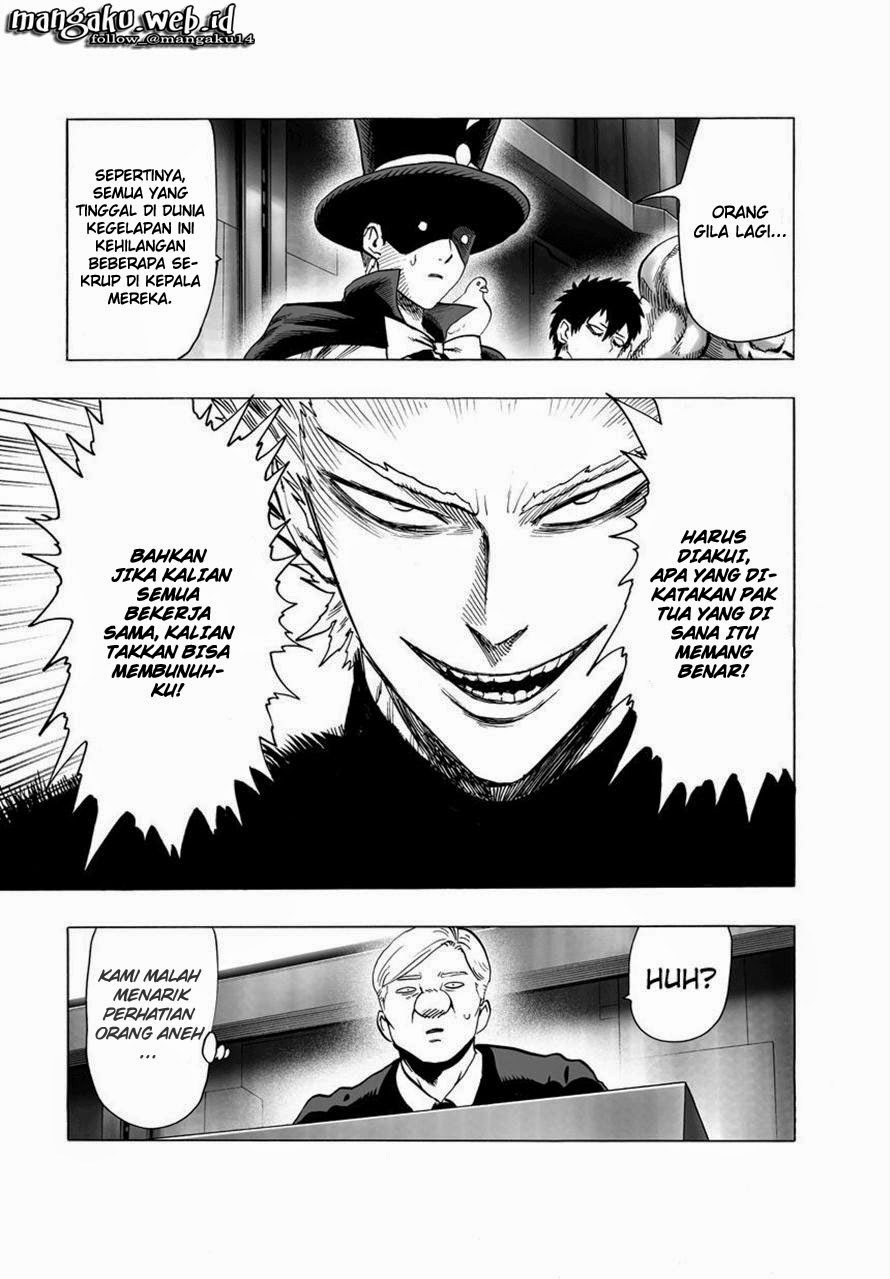 mangaku.web.id
follow_@mangaku14
ORANG
GILA LAGI...
SEPERTINYA,
SEMUA YANG
TINGGAL DI DUNIA
KEGELAPAN INI
KEHILANGAN
BEBERAPA SE-
KRUP DI KEPALA
MEREKA.
HARUS
DIAKUI,
APA YANG DI-
KATAKAN PAK
TUA YANG DI
SANA ITU
MEMANG
BENAR!
BAHKAN
JIKA KALIAN
SEMUA
BEKERJA
SAMA, KALIAN
TAKKAN BISA
MEMBUNUH-
KU!
HUH?
KAMI MALAH
MENARIK
PERHATIAN
ORANG ANEH
...